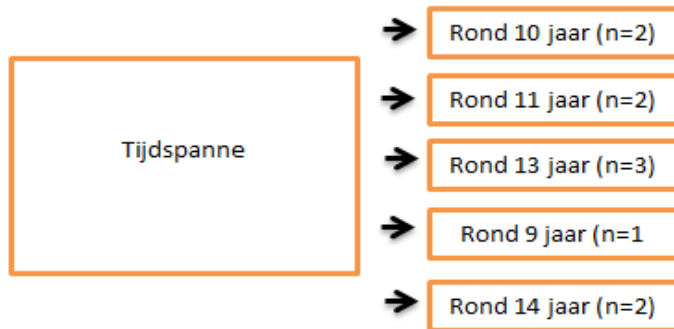 Rond 10 jaar (n=2)
Rond 11 jaar (n=2)
Tijdspanne
Rond 13 jaar (n=3)
Rond 9 jaar (n=1
Rond 14 jaar (n=2)